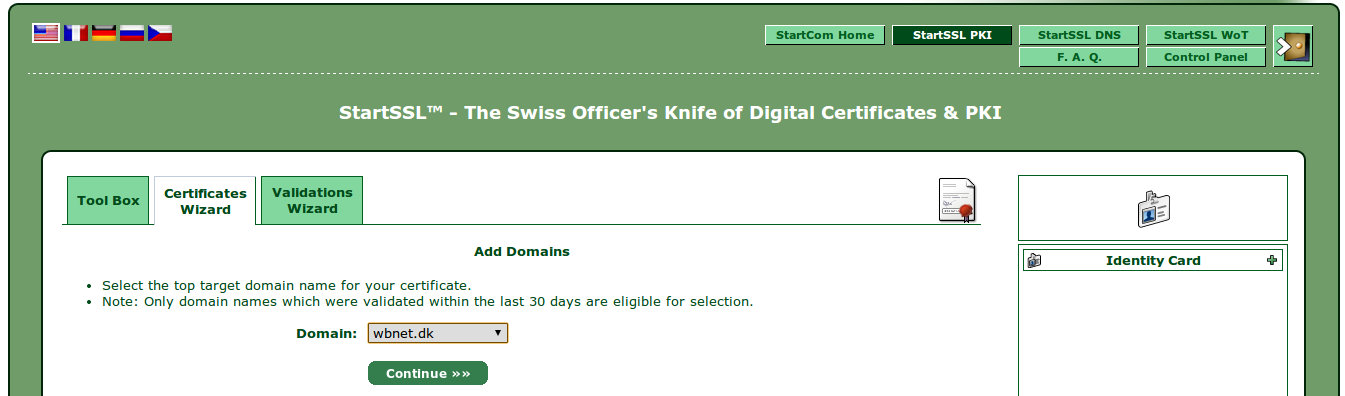 StartCom Home
StartSSL PKI
StartSSL DNS
StartSSL WoT
F. A. Q.
Control Panel
StartSSL™ – The Swiss Officer's Knife of Digital Certificates & PKI
Tool Box
Certificates
Wizard
Validations
Wizard
Add Domains
• Select the top target domain name for your certificate.
• Note: Only domain names which were validated within the last 30 days are eligible for selection.
Domain: wbnet.dk
Continue »»
Identity Card